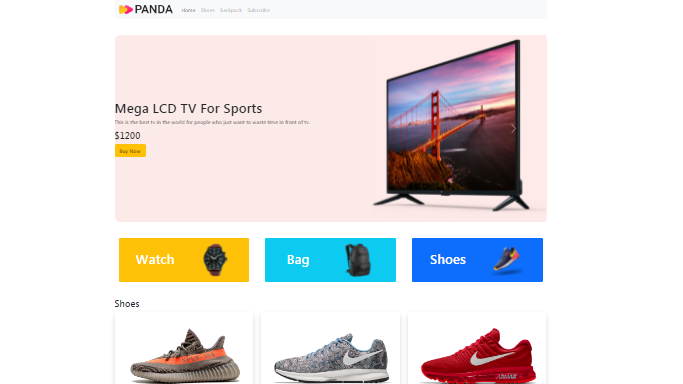 PANDA
Home Shoes Backpack Subscribe
Mega LCD TV For Sports
This is the best tv in the world for people who just want to waste time in front of tv.
$1200
Buy Now
Watch
Bag
Shoes
Shoes